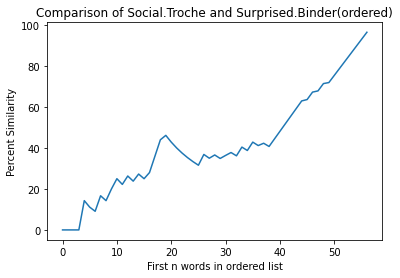 Comparison of Social.Troche and Surprised.Binder(ordered)
Percent Similarity
100
80
60
40
20
0
0 10 20 30 40 50
First n words in ordered list